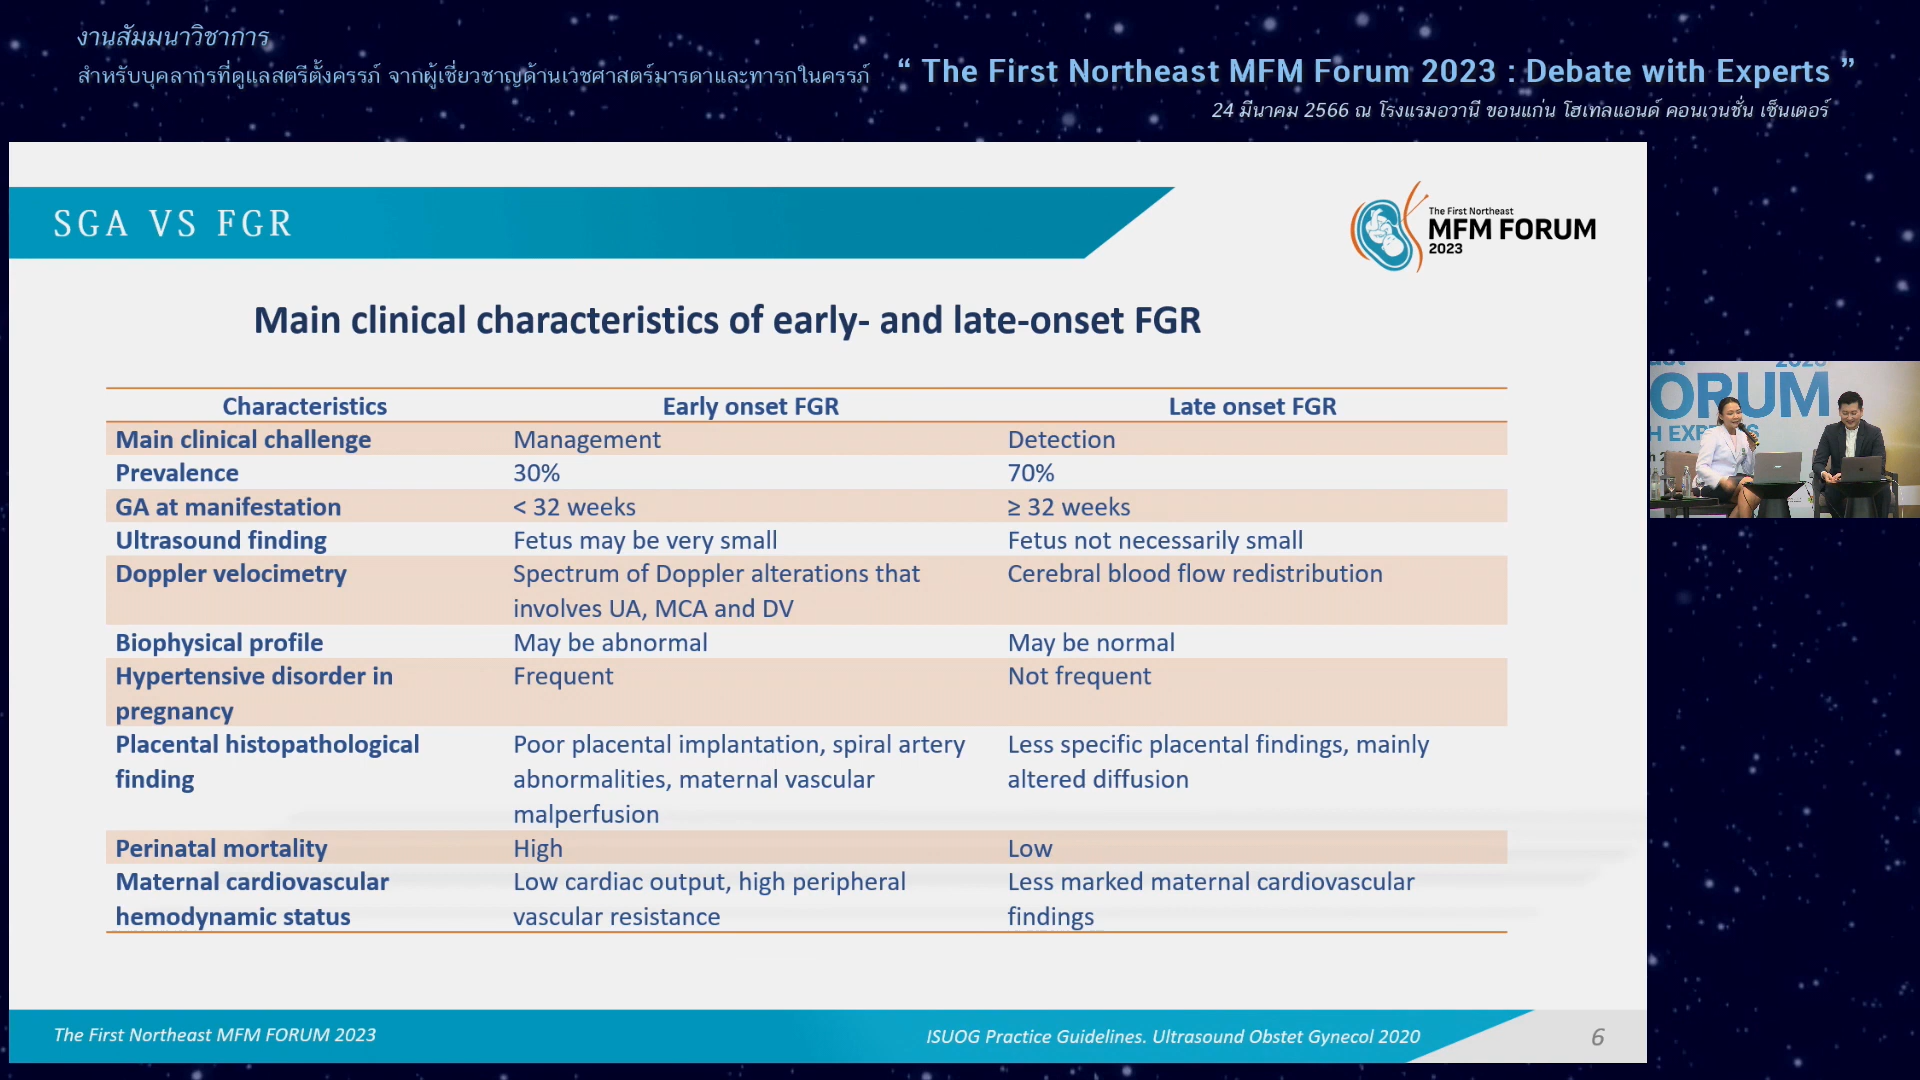 งานสัมมนาวิชาการ
สำหรับบุคลากรที่ดูแลสตรีตั้งครรภ์ จากผู้เชี่ยวชาญด้านเวชศาสตร์มารดาและทารกในครรภ์ “ The First Northeast MFM Forum 2023 : Debate with Experts ”
24 มีนาคม 2566 ณ โรงแรมอวานี ขอนแก่น โฮเทลแอนด์ คอนเวนชั่น เซ็นเตอร์
SGA VS FGR
The First Northeast
MFM FORUM
2023
Main clinical characteristics of early- and late-onset FGR
Characteristics Early onset FGR Late onset FGR
Main clinical challenge Management Detection
Prevalence 30% 70%
GA at manifestation < 32 weeks ≥ 32 weeks
Ultrasound finding Fetus may be very small Fetus not necessarily small
Doppler velocimetry Spectrum of Doppler alterations that Cerebral blood flow redistribution
involves UA, MCA and DV
Biophysical profile May be abnormal May be normal
Hypertensive disorder in Frequent Not frequent
pregnancy
Placental histopathological Poor placental implantation, spiral artery Less specific placental findings, mainly
finding abnormalities, maternal vascular altered diffusion
malperfusion
Perinatal mortality High Low
Maternal cardiovascular Low cardiac output, high peripheral Less marked maternal cardiovascular
hemodynamic status vascular resistance findings
2023
ORUM
H EXP
The First Northeast MFM FORUM 2023 ISUOG Practice Guidelines. Ultrasound Obstet Gynecol 2020 6